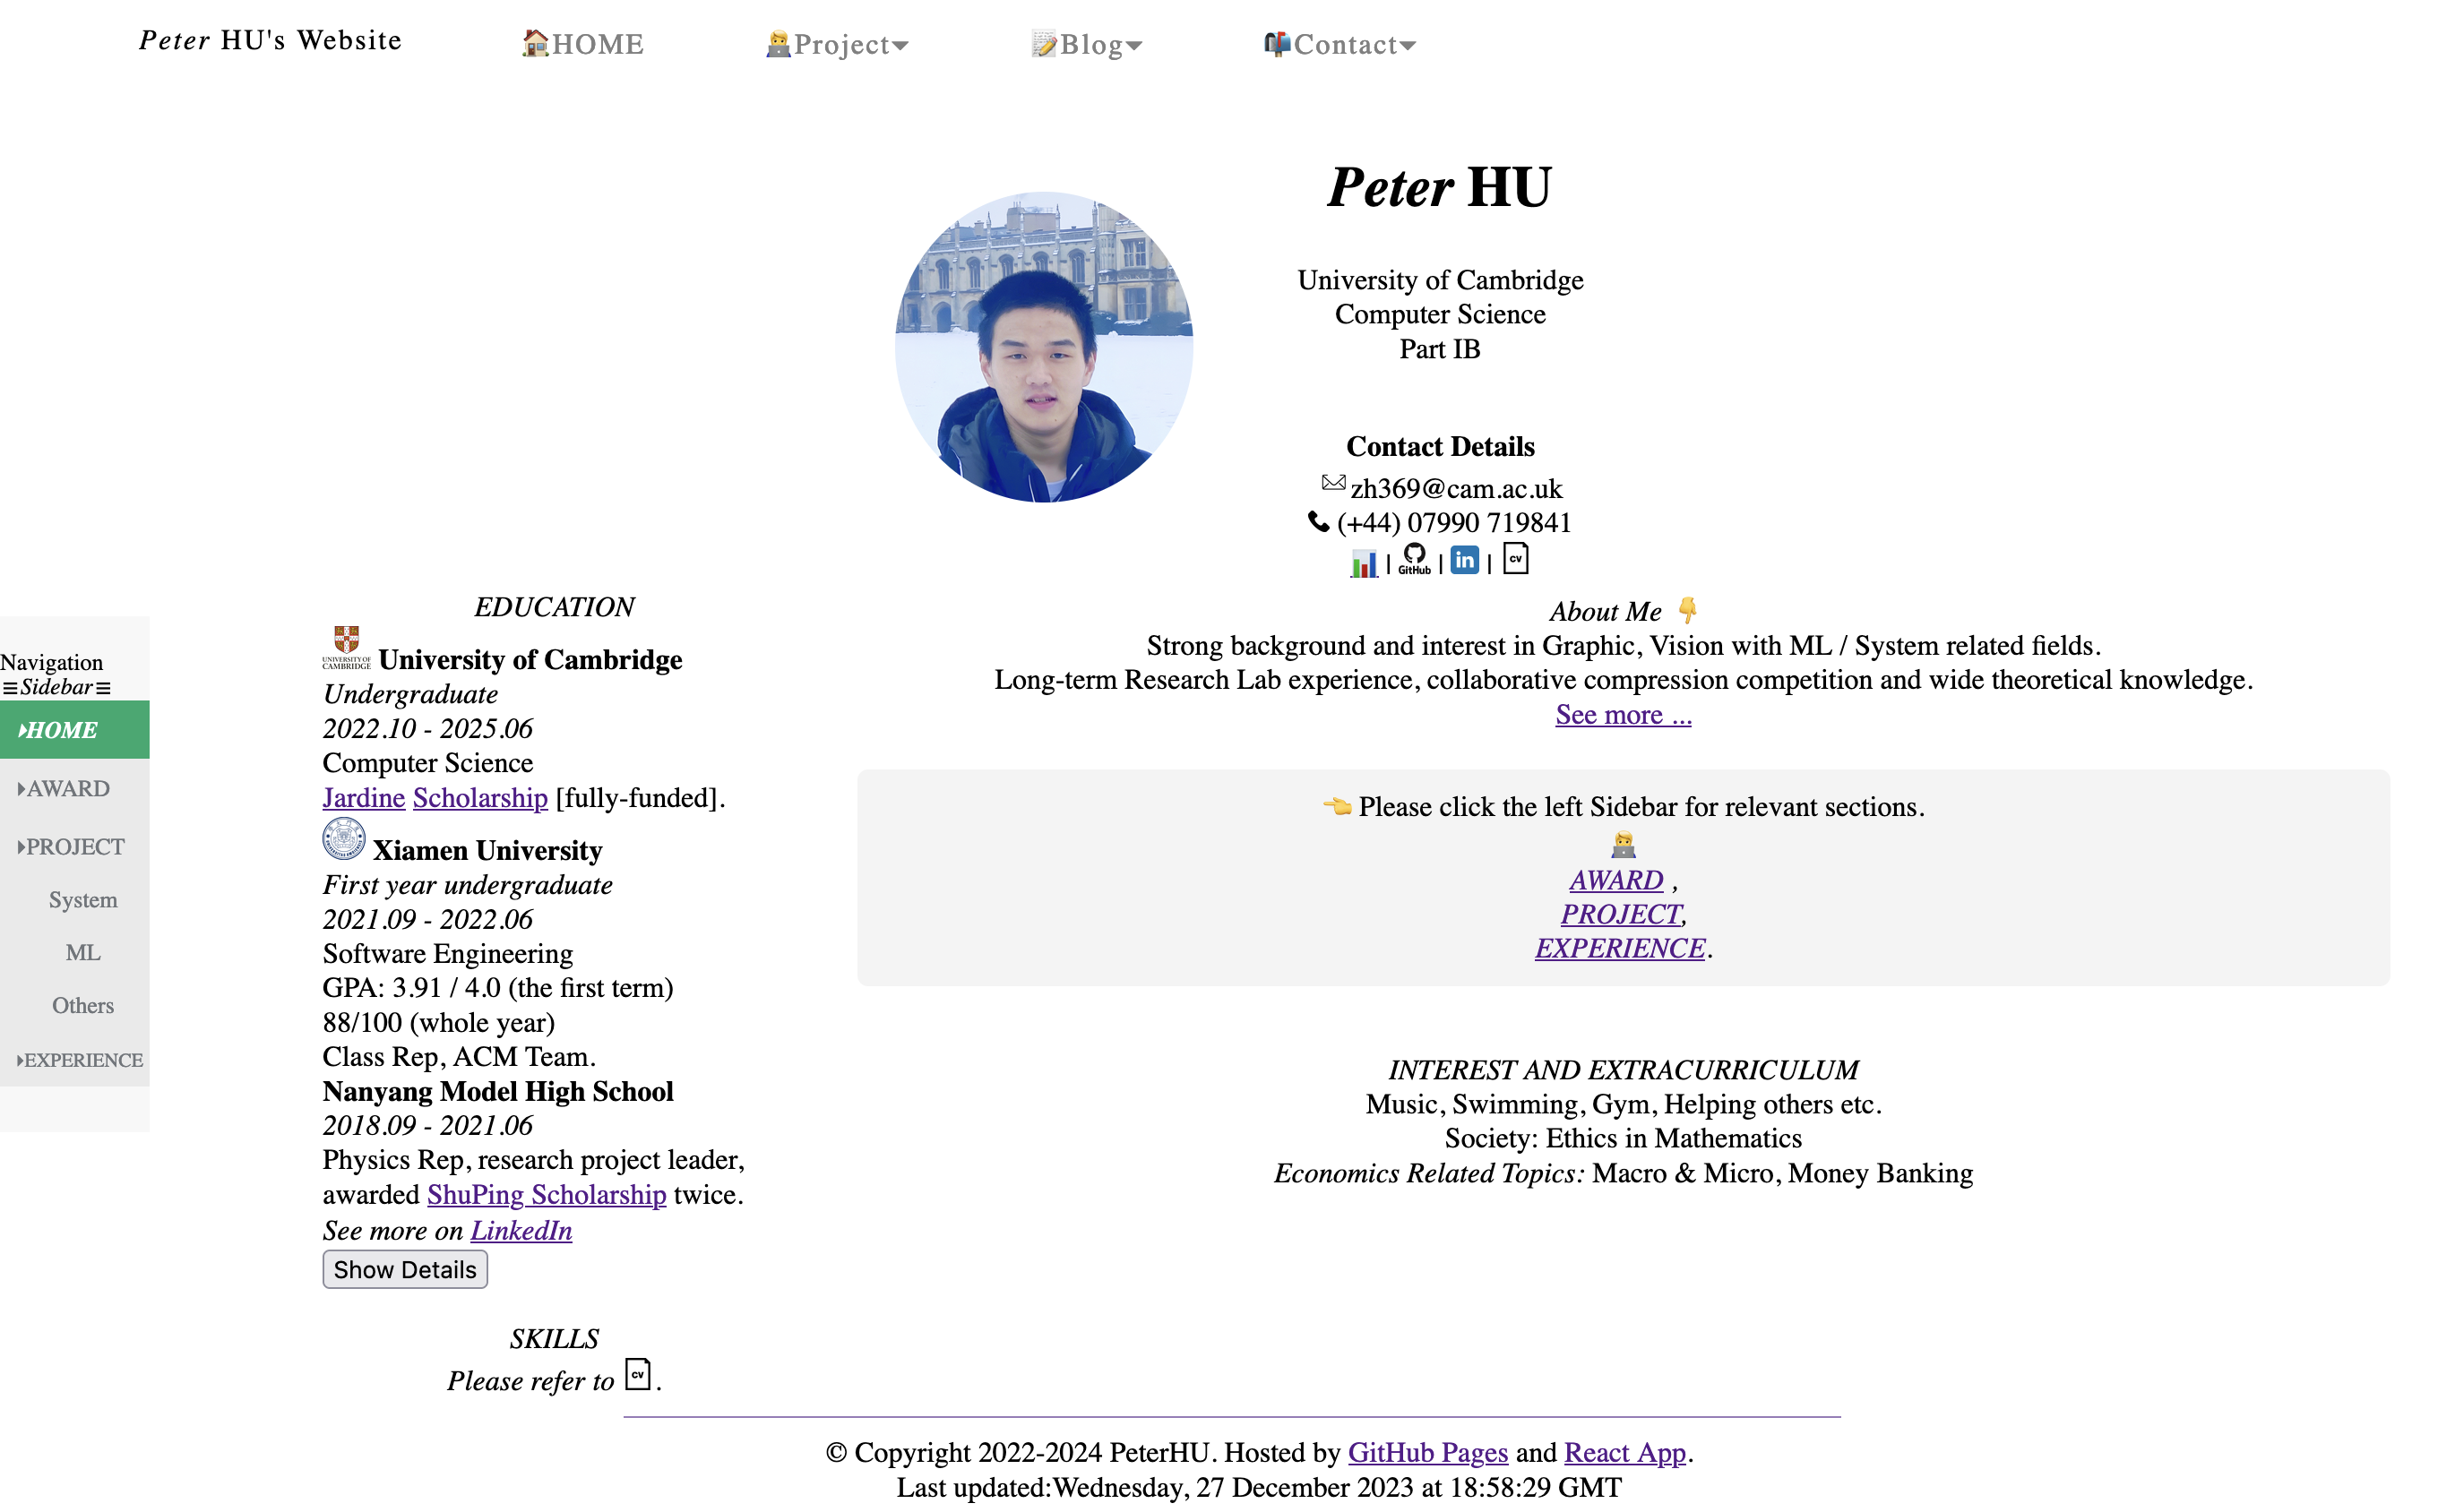 Peter HU's Website
HOME
Project
Blog
Contact
Peter HU
University of Cambridge
Computer Science
Part IB
Contact Details
zh369@cam.ac.uk
(+44) 07990 719841
| GitHub | in | CV
Navigation
≡Sidebar≡
HOME
AWARD
PROJECT
System
ML
Others
EXPERIENCE
EDUCATION
UNIVERSITY OF
CAMBRIDGE
University of Cambridge
Undergraduate
2022.10 - 2025.06
Computer Science
Jardine Scholarship [fully-funded].
Xiamen University
First year undergraduate
2021.09 - 2022.06
Software Engineering
GPA: 3.91 / 4.0 (the first term)
88/100 (whole year)
Class Rep, ACM Team.
Nanyang Model High School
2018.09 - 2021.06
Physics Rep, research project leader,
awarded ShuPing Scholarship twice.
See more on LinkedIn
Show Details
SKILLS
Please refer to CV .
About Me 👇
Strong background and interest in Graphic, Vision with ML / System related fields.
Long-term Research Lab experience, collaborative compression competition and wide theoretical knowledge.
See more ...
👈 Please click the left Sidebar for relevant sections.
AWARD ,
PROJECT,
EXPERIENCE.
INTEREST AND EXTRACURRICULUM
Music, Swimming, Gym, Helping others etc.
Society: Ethics in Mathematics
Economics Related Topics: Macro & Micro, Money Banking
© Copyright 2022-2024 PeterHU. Hosted by GitHub Pages and React App.
Last updated:Wednesday, 27 December 2023 at 18:58:29 GMT